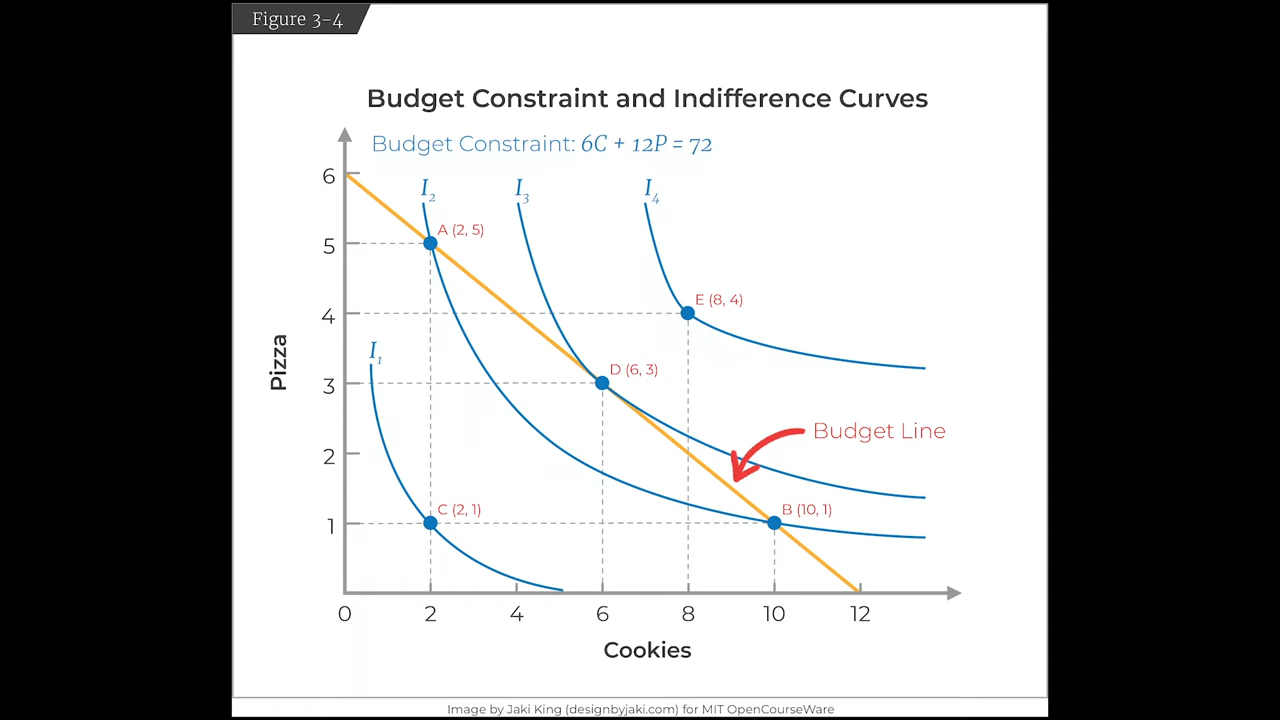 Figure 3-4
Budget Constraint and Indifference Curves
Budget Constraint: 6C + 12P = 72
6
I2
I3
I4
A (2, 5)
5
E (8, 4)
4
I1
Pizza
D (6, 3)
3
Budget Line
2
C (2, 1)
B (10, 1)
1
0
2
4
6
8
10
12
Cookies
Image by Jaki King (designbyjaki.com) for MIT OpenCourseWare